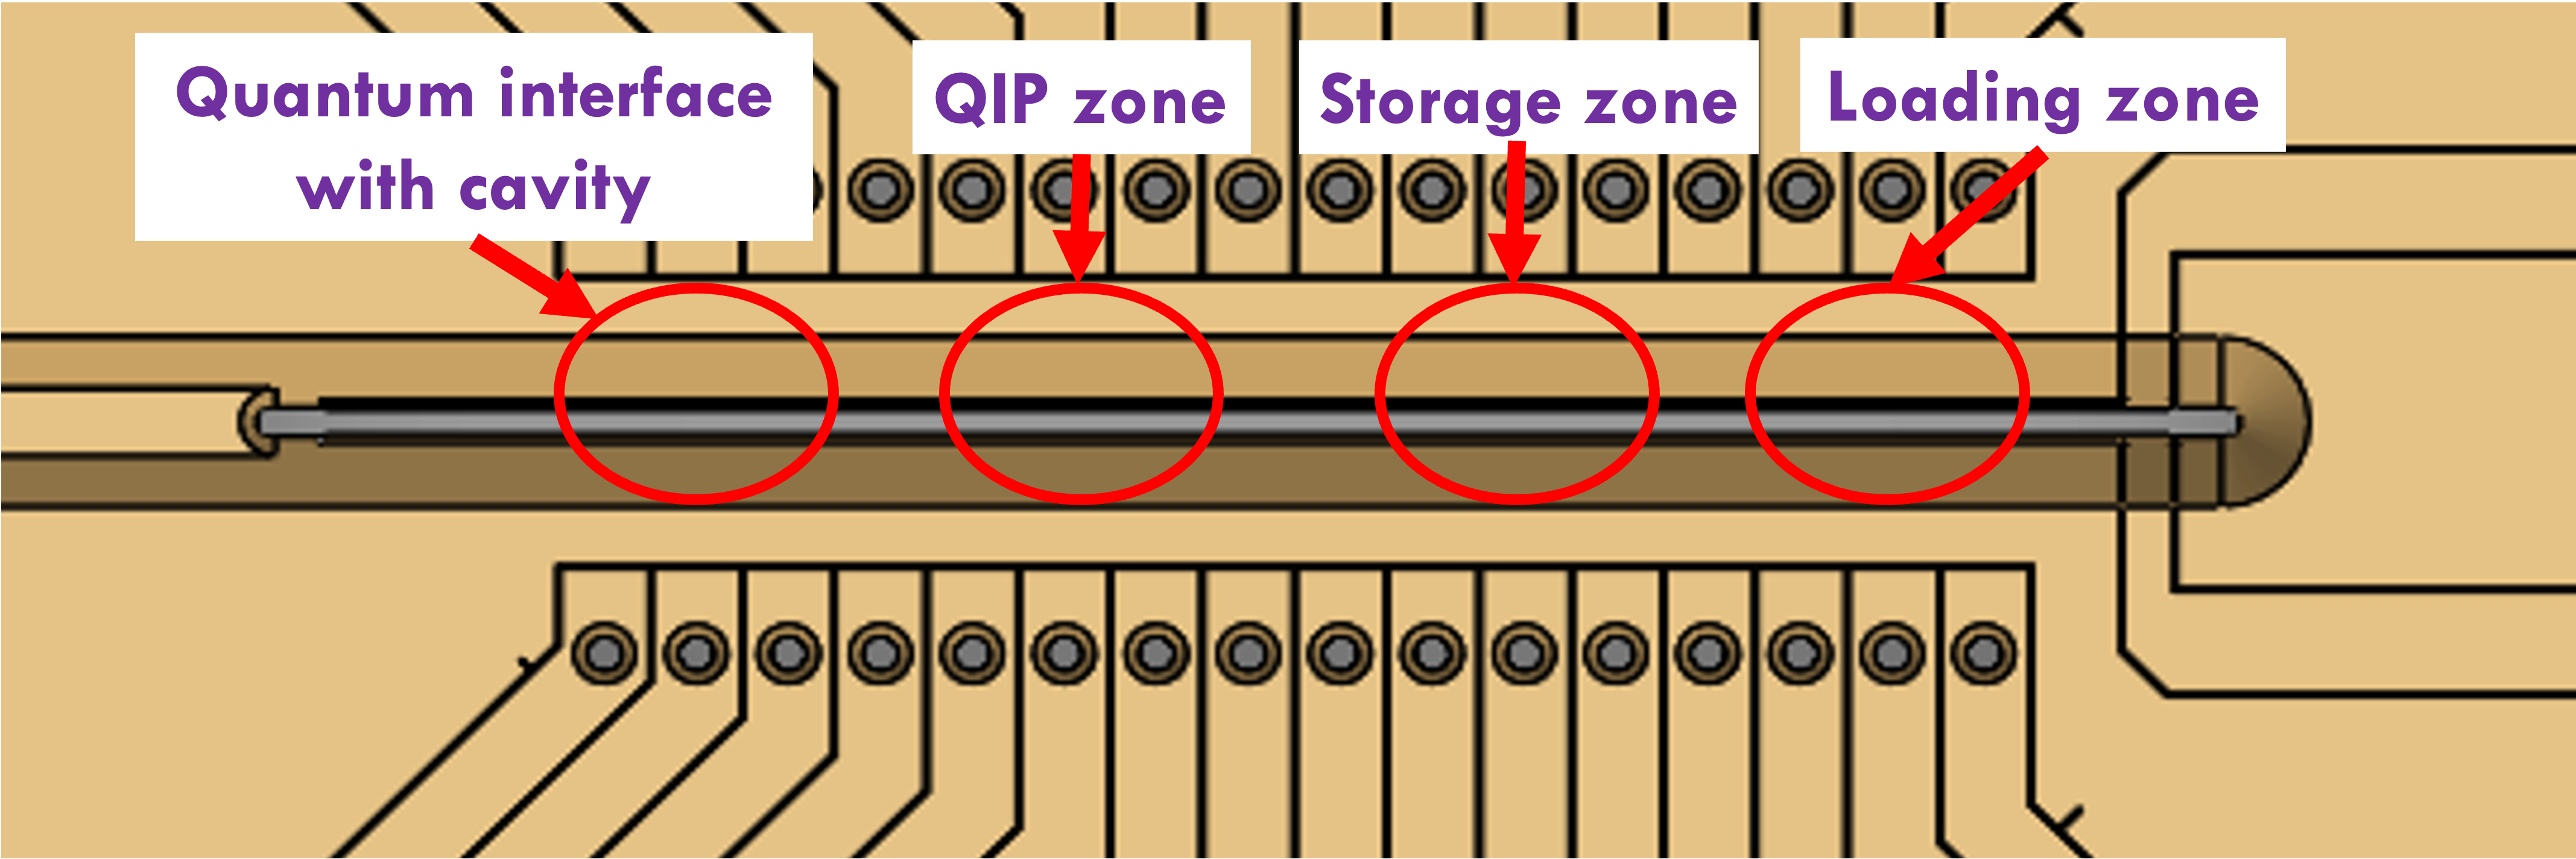 Quantum interface
with cavity
QIP zone
Storage zone
Loading zone